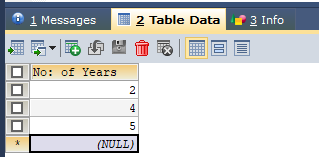 1 Messages 2 Table Data 3 Info
No: of Years
2
4
5
* (NULL)